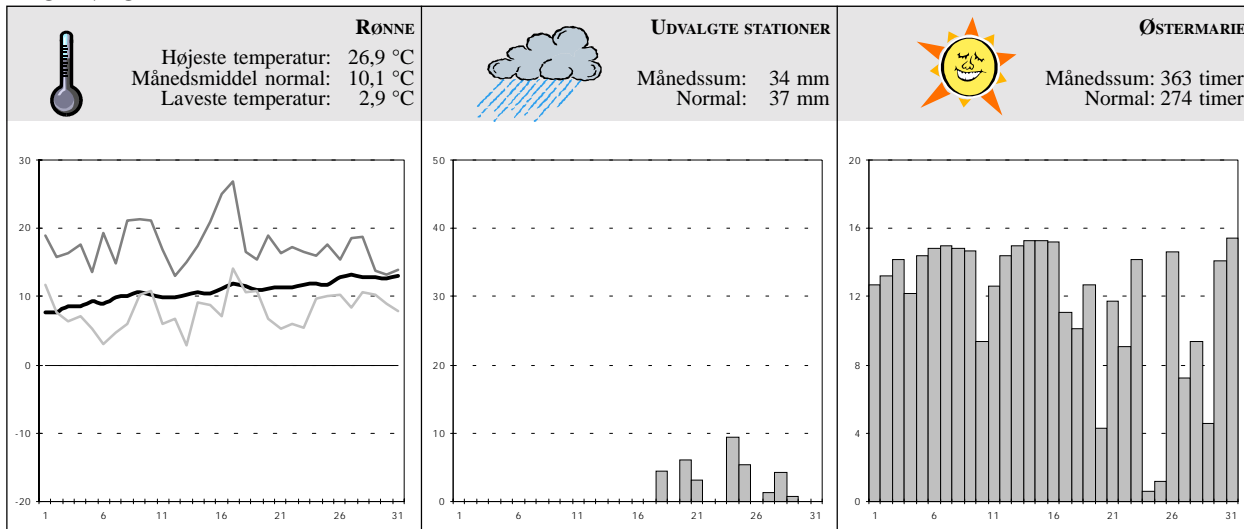 RØNNE
Højeste temperatur: 26,9 °C
Månedsmiddel normal: 10,1 °C
Laveste temperatur: 2,9 °C
30
20
10
0
-10
-20
1 6 11 16 21 26 31
UDVALGTE STATIONER
Månedssum: 34 mm
Normal: 37 mm
50
40
30
20
10
0
1 6 11 16 21 26 31
ØSTERMARIE
Månedssum: 363 timer
Normal: 274 timer
20
16
12
8
4
0
1 6 11 16 21 26 31